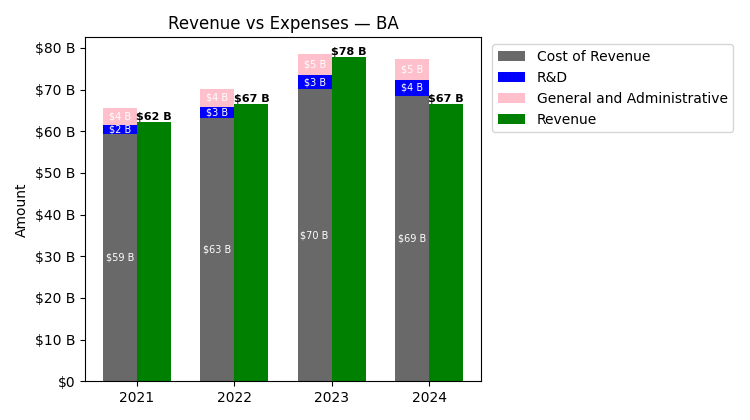 Revenue vs Expenses — BA
Cost of Revenue
R&D
General and Administrative
Revenue
Amount
$80 B
$70 B
$60 B
$50 B
$40 B
$30 B
$20 B
$10 B
$0
$4 B
$2 B
$59 B
$62 B
$4 B
$3 B
$63 B
$67 B
$5 B
$3 B
$70 B
$78 B
$5 B
$4 B
$69 B
$67 B
2021 2022 2023 2024